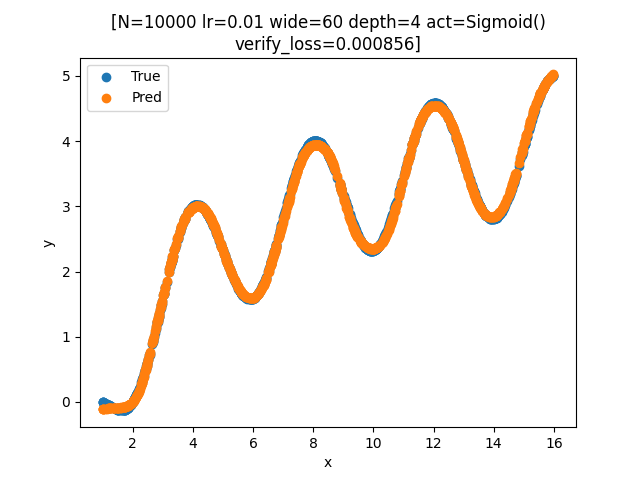 [N=10000 lr=0.01 wide=60 depth=4 act=Sigmoid()
verify_loss=0.000856]
True
Pred
5
4
3
2
1
0
y
2 4 6 8 10 12 14 16
x